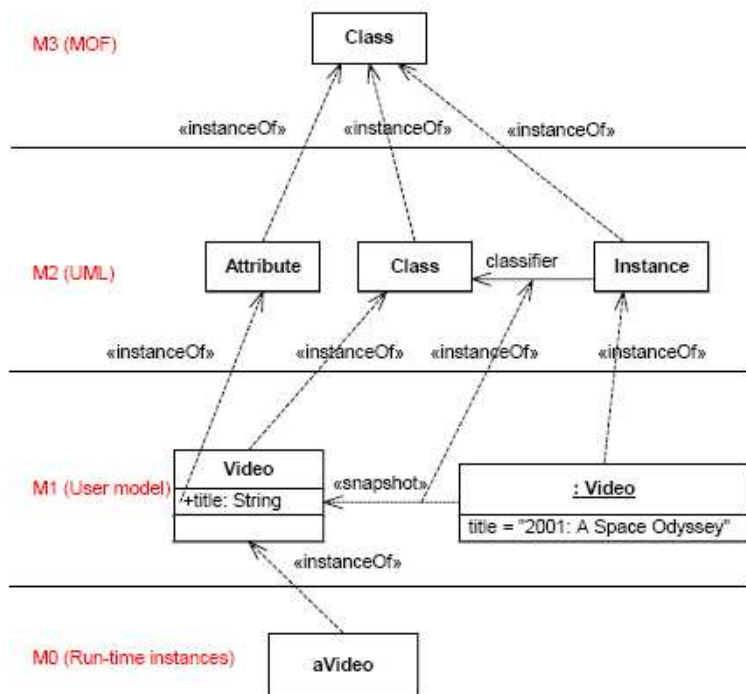 Class
M3 (MOF)
«instanceOf»
«instanceOf»
«instanceOf»
M2 (UML)
Attribute
Class
classifier
Instance
«instanceOf»
«instanceOf»
«instanceOf»
«instanceOf»
Video
M1 (User model)
+title: String
«snapshot»
: Video
title = "2001: A Space Odyssey"
«instanceOf»
M0 (Run-time instances)
aVideo